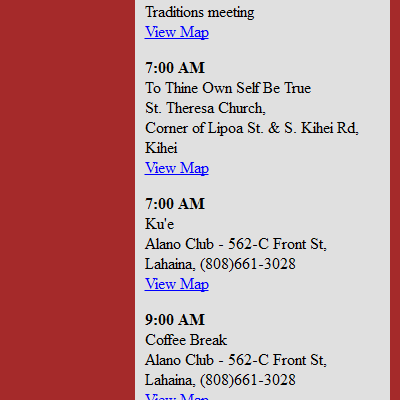 Traditions meeting
View Map
7:00 AM
To Thine Own Self Be True
St. Theresa Church,
Corner of Lipoa St. & S. Kihei Rd,
Kihei
View Map
7:00 AM
Ku'e
Alano Club - 562-C Front St,
Lahaina, (808)661-3028
View Map
9:00 AM
Coffee Break
Alano Club - 562-C Front St,
Lahaina, (808)661-3028
View Map